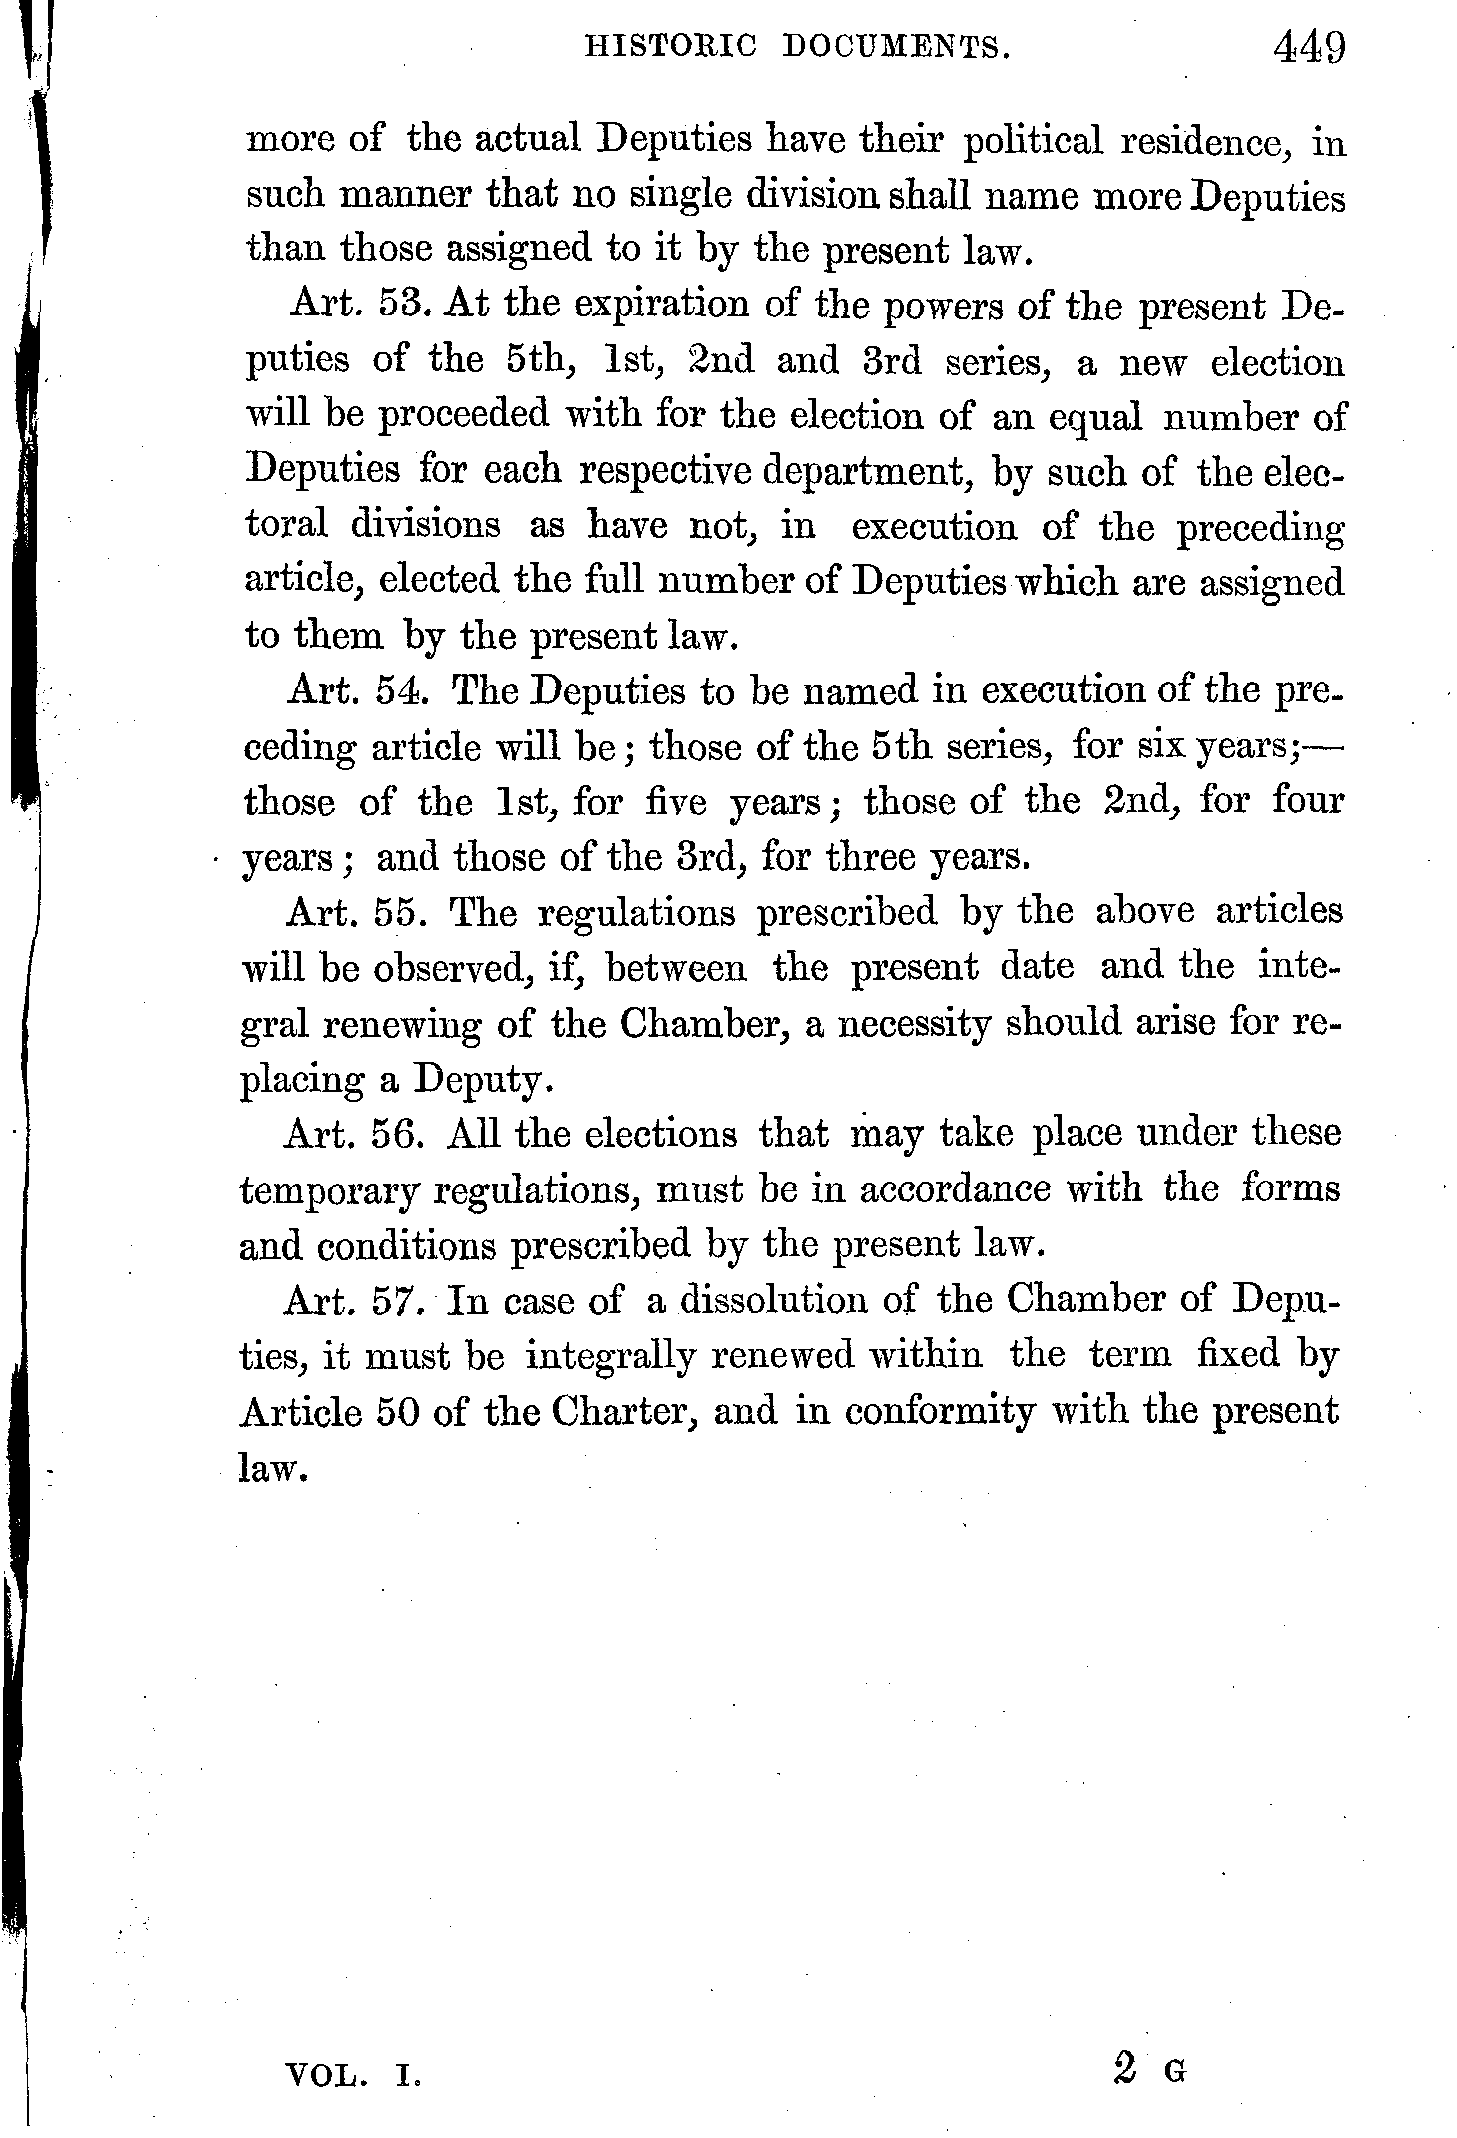 HISTORIC DOCUMENTS. 449
more of the actual Deputies have their political residence, in
such manner that no single division shall name more Deputies
than those assigned to it by the present law.
Art. 53. At the expiration of the powers of the present De-
puties of the 5th, 1st, 2nd and 3rd series, a new election
will be proceeded with for the election of an equal number of
Deputies for each respective department, by such of the elec-
toral divisions as have not, in execution of the preceding
article, elected the full number of Deputies which are assigned
to them by the present law.
Art. 54. The Deputies to be named in execution of the pre-
ceding article will be; those of the 5th series, for six years;—
those of the 1st, for five years; those of the 2nd, for four
years; and those of the 3rd, for three years.
Art. 55. The regulations prescribed by the above articles
will be observed, if, between the present date and the inte-
gral renewing of the Chamber, a necessity should arise for re-
placing a Deputy.
Art. 56. All the elections that may take place under these
temporary regulations, must be in accordance with the forms
and conditions prescribed by the present law.
Art. 57. In case of a dissolution of the Chamber of Depu-
ties, it must be integrally renewed within the term fixed by
Article 50 of the Charter, and in conformity with the present
law.
VOL. I. 2 G